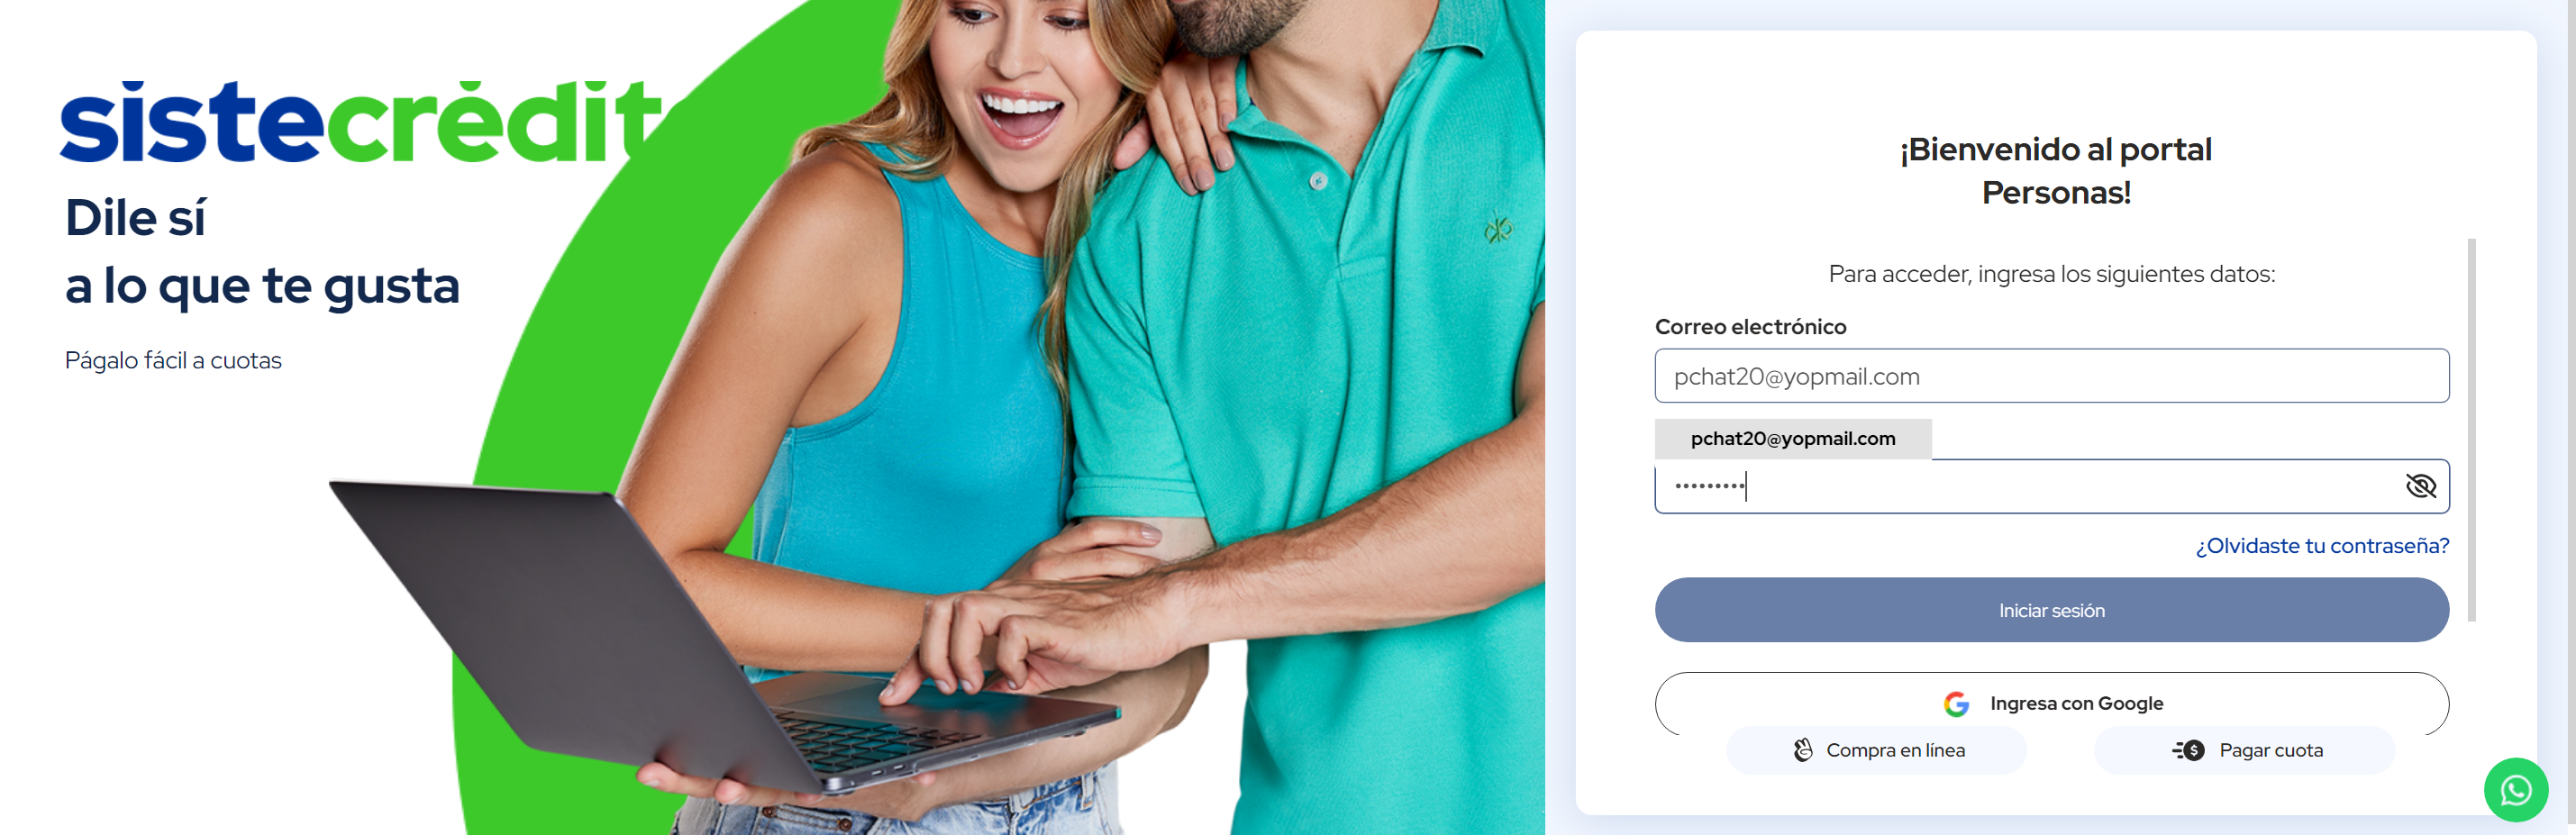 sistecrédit
Dile sí
a lo que te gusta
Págalo fácil a cuotas
¡Bienvenido al portal
Personas!
Para acceder, ingresa los siguientes datos:
Correo electrónico
pchat20@yopmail.com
pchat20@yopmail.com
•••••••••
¿Olvidaste tu contraseña?
Iniciar sesión
Ingresa con Google
Compra en línea
Pagar cuota